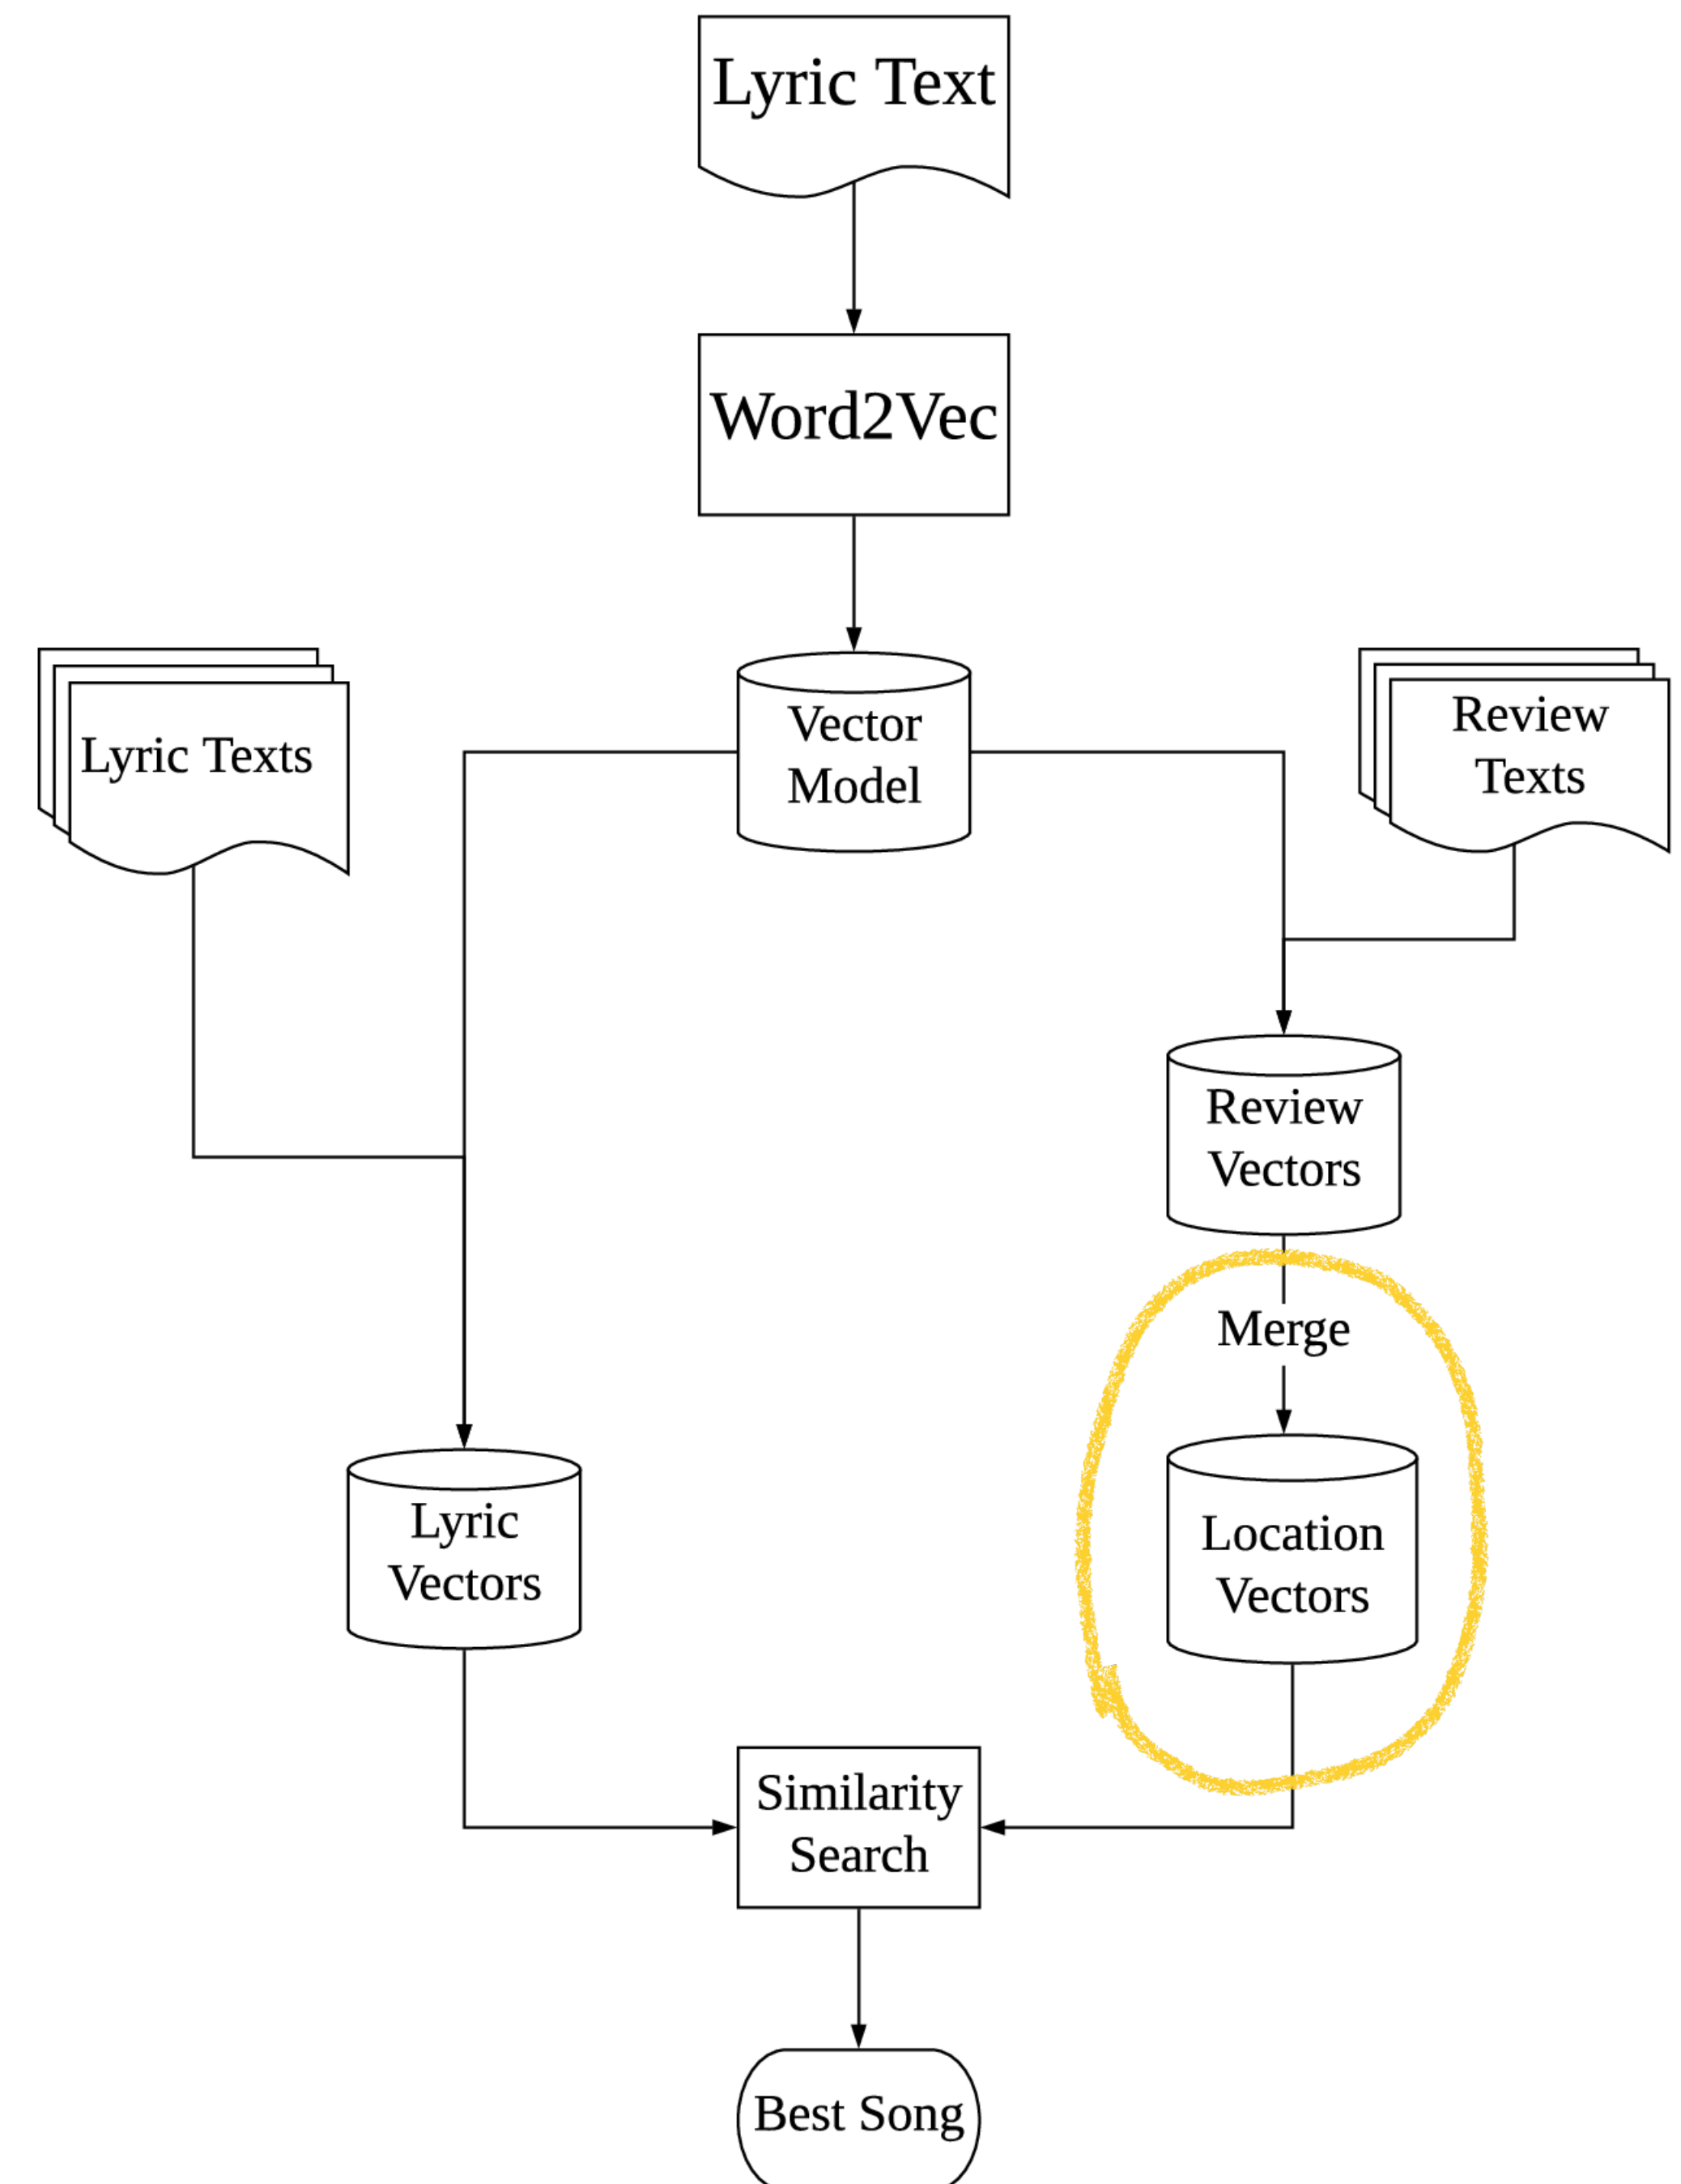 Lyric Text
Word2Vec
Vector
Model
Lyric Texts
Review
Texts
Review
Vectors
Merge
Lyric
Vectors
Location
Vectors
Similarity
Search
Best Song